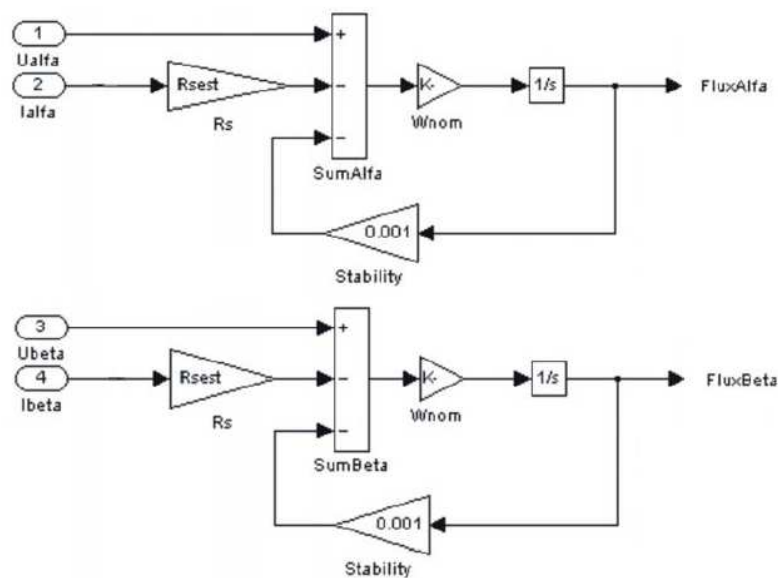 1
+
Ualfa
2
Rsest
−
K-
1/s
FluxAlfa
Ialfa
Rs
−
Wnom
SumAlfa
0.001
Stability
3
+
Ubeta
4
Rsest
−
K-
1/s
FluxBeta
Ibeta
Rs
−
Wnom
SumBeta
0.001
Stability